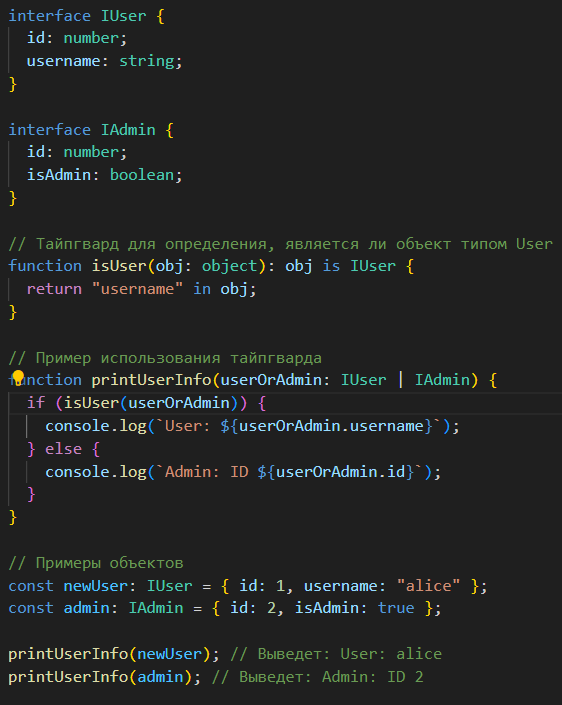 interface IUser {
  id: number;
  username: string;
}

interface IAdmin {
  id: number;
  isAdmin: boolean;
}

// Тайпгвард для определения, является ли объект типом User
function isUser(obj: object): obj is IUser {
  return "username" in obj;
}

// Пример использования тайпгварда
function printUserInfo(userOrAdmin: IUser | IAdmin) {
  if (isUser(userOrAdmin)) {
    console.log(`User: ${userOrAdmin.username}`);
  } else {
    console.log(`Admin: ID ${userOrAdmin.id}`);
  }
}

// Примеры объектов
const newUser: IUser = { id: 1, username: "alice" };
const admin: IAdmin = { id: 2, isAdmin: true };

printUserInfo(newUser); // Выведет: User: alice
printUserInfo(admin); // Выведет: Admin: ID 2